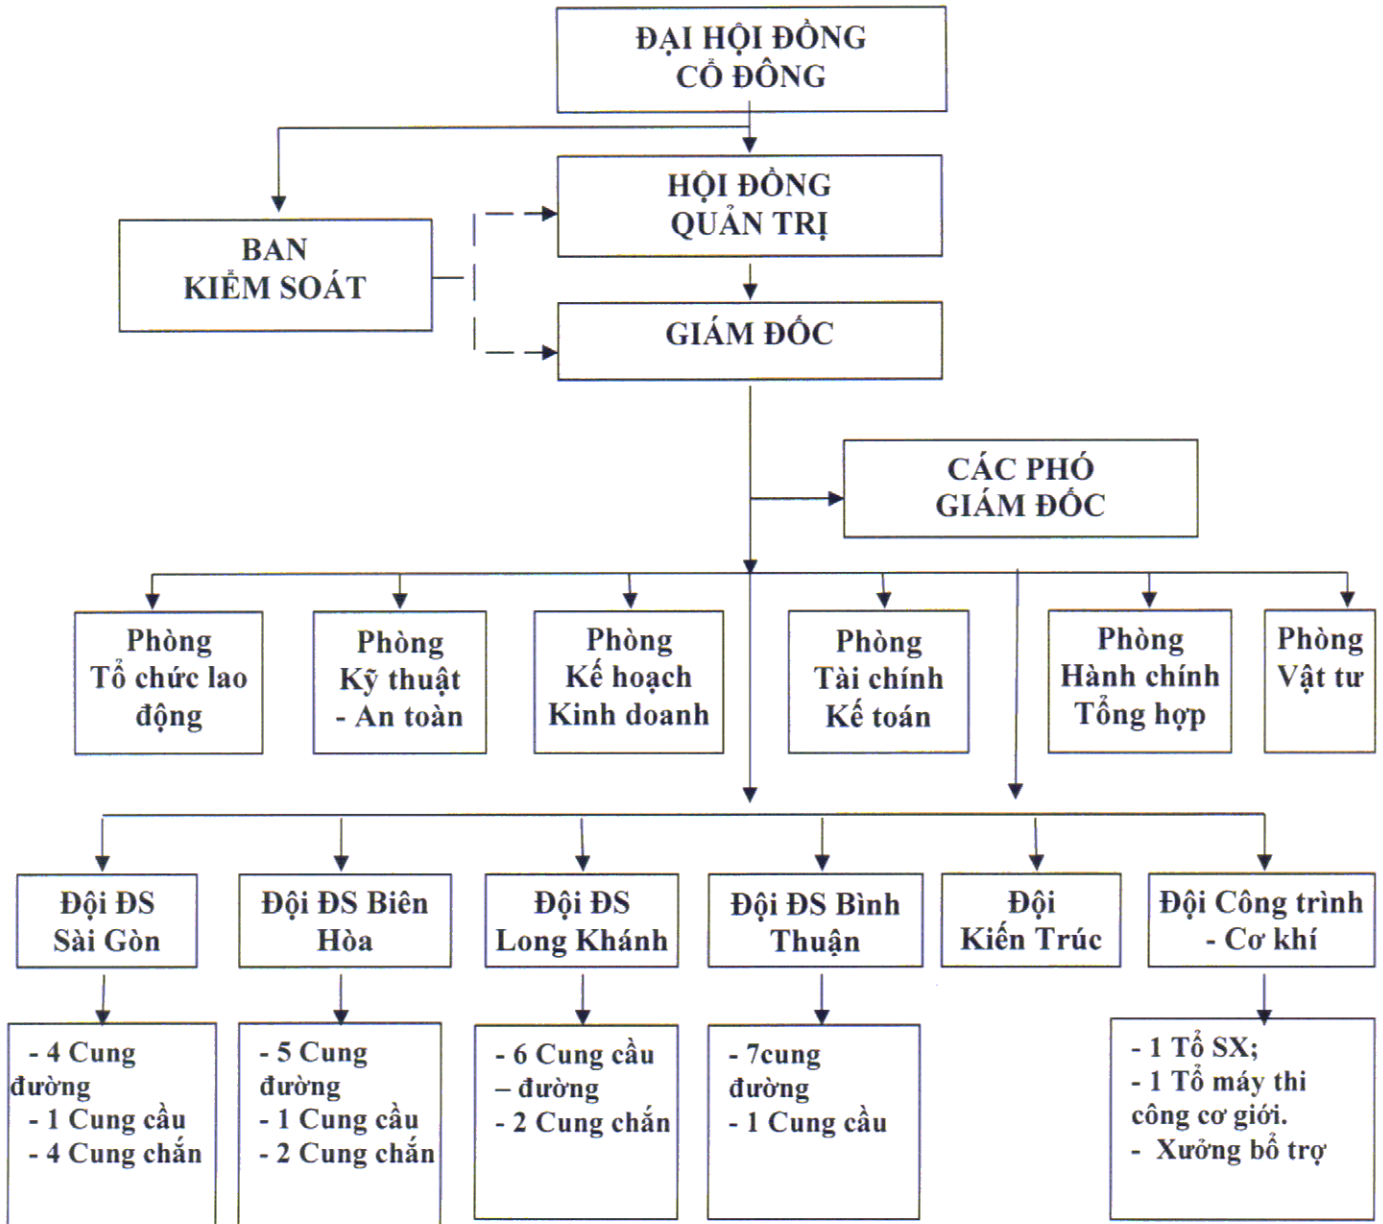 ĐẠI HỘI ĐỒNG
CỔ ĐÔNG
HỘI ĐỒNG
QUẢN TRỊ
BAN
KIỂM SOÁT
GIÁM ĐỐC
CÁC PHÓ
GIÁM ĐỐC
Phòng
Tổ chức lao
động
Phòng
Kỹ thuật
- An toàn
Phòng
Kế hoạch
Kinh doanh
Phòng
Tài chính
Kế toán
Phòng
Hành chính
Tổng hợp
Phòng
Vật tư
Đội ĐS
Sài Gòn
Đội ĐS Biên
Hòa
Đội ĐS
Long Khánh
Đội ĐS Bình
Thuận
Đội
Kiến Trúc
Đội Công trình
- Cơ khí
- 4 Cung
đường
- 1 Cung cầu
- 4 Cung chắn
- 5 Cung
đường
- 1 Cung cầu
- 2 Cung chắn
- 6 Cung cầu
– đường
- 2 Cung chắn
- 7cung
đường
- 1 Cung cầu
- 1 Tổ SX;
- 1 Tổ máy thi
công cơ giới.
- Xưởng bổ trợ